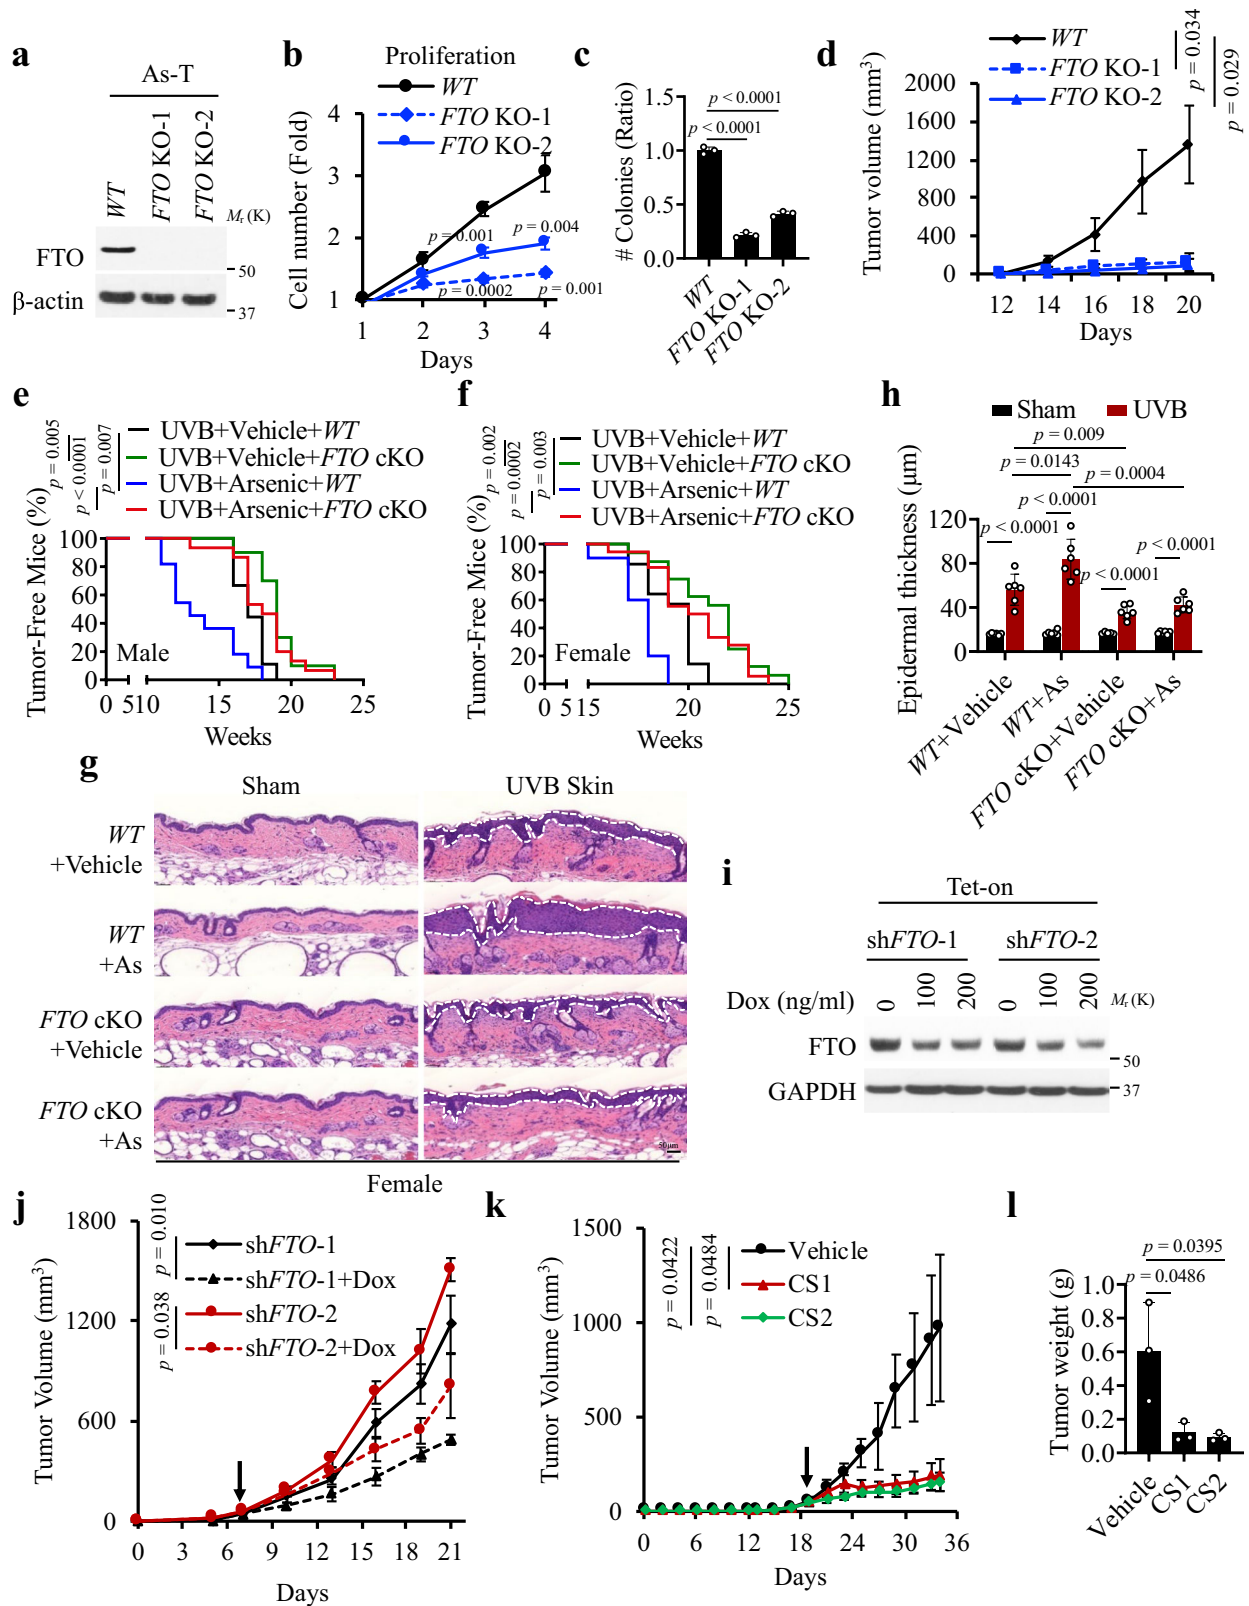 a
As-T
WT
FTO KO-1
FTO KO-2
Mr (K)
FTO
50
β-actin
37
b
Proliferation
WT
FTO KO-1
FTO KO-2
Cell number (Fold)
4
3
2
1
p = 0.001
p = 0.004
p = 0.0002
p = 0.001
1 2 3 4
Days
c
# Colonies (Ratio)
1.5
1.0
0.5
0.0
p < 0.0001
p < 0.0001
WT
FTO KO-1
FTO KO-2
d
WT
FTO KO-1
FTO KO-2
p = 0.034
p = 0.029
Tumor volume (mm³)
2000
1600
1200
800
400
0
12 14 16 18 20
Days
e
p = 0.005
p < 0.0001
p = 0.007
UVB+Vehicle+WT
UVB+Vehicle+FTO cKO
UVB+Arsenic+WT
UVB+Arsenic+FTO cKO
Tumor-Free Mice (%)
100
80
60
40
20
0
Male
0 510 15 20 25
Weeks
f
p = 0.002
p = 0.0002
p = 0.003
UVB+Vehicle+WT
UVB+Vehicle+FTO cKO
UVB+Arsenic+WT
UVB+Arsenic+FTO cKO
Tumor-Free Mice (%)
100
80
60
40
20
0
Female
0 515 20 25
Weeks
h
Sham UVB
p = 0.009
p = 0.0143
p = 0.0004
p < 0.0001
p < 0.0001
p < 0.0001
p < 0.0001
Epidermal thickness (μm)
120
80
40
0
WT+Vehicle
WT+As
FTO cKO+Vehicle
FTO cKO+As
g
Sham UVB Skin
WT
+Vehicle
WT
+As
FTO cKO
+Vehicle
FTO cKO
+As
50μm
Female
i
Tet-on
shFTO-1 shFTO-2
Dox (ng/ml) 0 100 200 0 100 200
Mr (K)
FTO
50
GAPDH
37
j
p = 0.010
p = 0.038
shFTO-1
shFTO-1+Dox
shFTO-2
shFTO-2+Dox
Tumor Volume (mm³)
1800
1200
600
0
0 3 6 9 12 15 18 21
Days
k
p = 0.0422
p = 0.0484
Vehicle
CS1
CS2
Tumor Volume (mm³)
1500
1000
500
0
0 6 12 18 24 30 36
Days
l
p = 0.0395
p = 0.0486
Tumor weight (g)
1.0
0.8
0.6
0.4
0.2
0.0
Vehicle
CS1
CS2